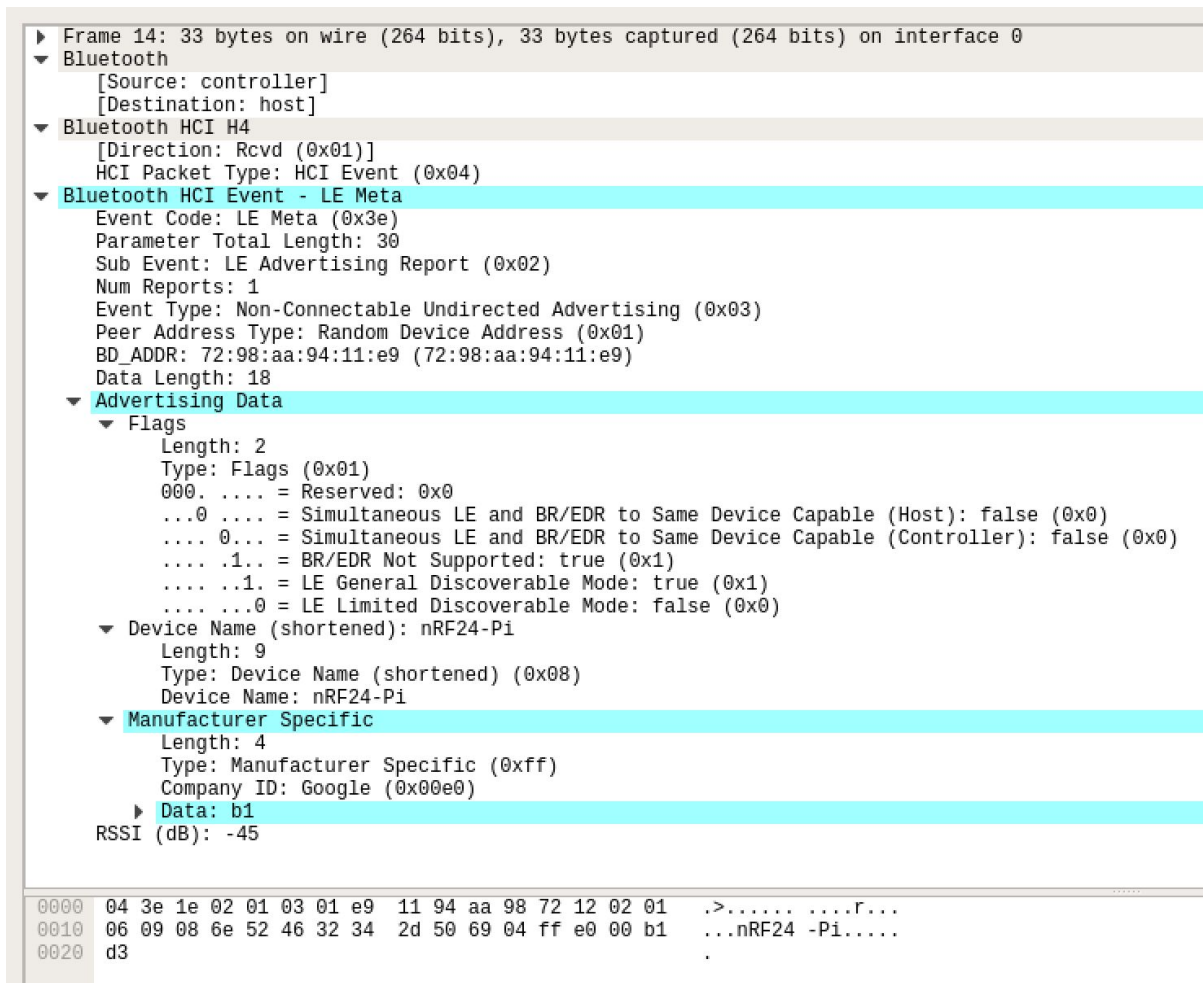 Frame 14: 33 bytes on wire (264 bits), 33 bytes captured (264 bits) on interface 0
Bluetooth
[Source: controller]
[Destination: host]
Bluetooth HCI H4
[Direction: Rcvd (0x01)]
HCI Packet Type: HCI Event (0x04)
Bluetooth HCI Event - LE Meta
Event Code: LE Meta (0x3e)
Parameter Total Length: 30
Sub Event: LE Advertising Report (0x02)
Num Reports: 1
Event Type: Non-Connectable Undirected Advertising (0x03)
Peer Address Type: Random Device Address (0x01)
BD_ADDR: 72:98:aa:94:11:e9 (72:98:aa:94:11:e9)
Data Length: 18
Advertising Data
Flags
Length: 2
Type: Flags (0x01)
000. .... = Reserved: 0x0
...0 .... = Simultaneous LE and BR/EDR to Same Device Capable (Host): false (0x0)
.... 0... = Simultaneous LE and BR/EDR to Same Device Capable (Controller): false (0x0)
.... .1.. = BR/EDR Not Supported: true (0x1)
.... ..1. = LE General Discoverable Mode: true (0x1)
.... ...0 = LE Limited Discoverable Mode: false (0x0)
Device Name (shortened): nRF24-Pi
Length: 9
Type: Device Name (shortened) (0x08)
Device Name: nRF24-Pi
Manufacturer Specific
Length: 4
Type: Manufacturer Specific (0xff)
Company ID: Google (0x00e0)
Data: b1
RSSI (dB): -45
0000 04 3e 1e 02 01 03 01 e9 11 94 aa 98 72 12 02 01 .>...... ....r...
0010 06 09 08 6e 52 46 32 34 2d 50 69 04 ff e0 00 b1 ...nRF24 -Pi.....
0020 d3 .